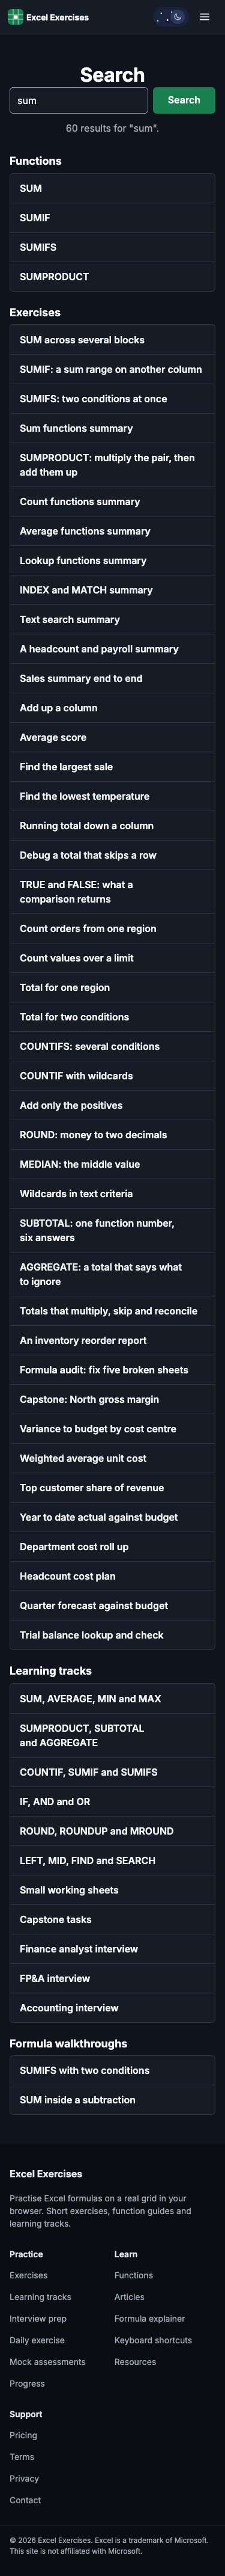 Excel Exercises
Search
sum
Search
60 results for "sum".
Functions
SUM
SUMIF
SUMIFS
SUMPRODUCT
Exercises
SUM across several blocks
SUMIF: a sum range on another column
SUMIFS: two conditions at once
Sum functions summary
SUMPRODUCT: multiply the pair, then
add them up
Count functions summary
Average functions summary
Lookup functions summary
INDEX and MATCH summary
Text search summary
A headcount and payroll summary
Sales summary end to end
Add up a column
Average score
Find the largest sale
Find the lowest temperature
Running total down a column
Debug a total that skips a row
TRUE and FALSE: what a
comparison returns
Count orders from one region
Count values over a limit
Total for one region
Total for two conditions
COUNTIFS: several conditions
COUNTIF with wildcards
Add only the positives
ROUND: money to two decimals
MEDIAN: the middle value
Wildcards in text criteria
SUBTOTAL: one function number,
six answers
AGGREGATE: a total that says what
to ignore
Totals that multiply, skip and reconcile
An inventory reorder report
Formula audit: fix five broken sheets
Capstone: North gross margin
Variance to budget by cost centre
Weighted average unit cost
Top customer share of revenue
Year to date actual against budget
Department cost roll up
Headcount cost plan
Quarter forecast against budget
Trial balance lookup and check
Learning tracks
SUM, AVERAGE, MIN and MAX
SUMPRODUCT, SUBTOTAL
and AGGREGATE
COUNTIF, SUMIF and SUMIFS
IF, AND and OR
ROUND, ROUNDUP and MROUND
LEFT, MID, FIND and SEARCH
Small working sheets
Capstone tasks
Finance analyst interview
FP&A interview
Accounting interview
Formula walkthroughs
SUMIFS with two conditions
SUM inside a subtraction
Excel Exercises
Practise Excel formulas on a real grid in your
browser. Short exercises, function guides and
learning tracks.
Practice
Exercises
Learning tracks
Interview prep
Daily exercise
Mock assessments
Progress
Learn
Functions
Articles
Formula explainer
Keyboard shortcuts
Resources
Support
Pricing
Terms
Privacy
Contact
© 2026 Excel Exercises. Excel is a trademark of Microsoft.
This site is not affiliated with Microsoft.